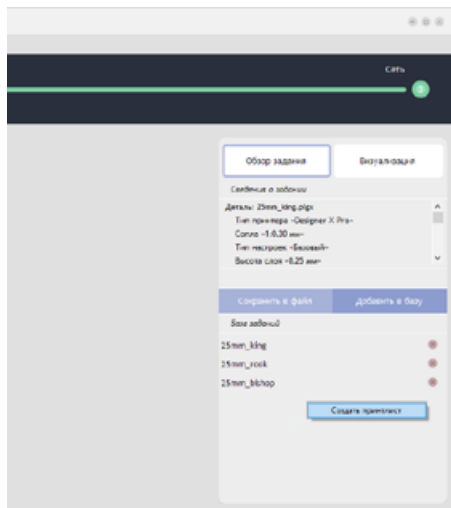 Сеть
Обзор задания
Визуализация
Сведения о задании
Деталь: 25mm_king.plgx
Тип принтера -Designer X Pro-
Сопло -1:0.30 мм-
Тип настроек -Базовый-
Высота слоя -0.25 мм-
Сохранить в файл
Добавить в базу
База заданий
25mm_king
25mm_rook
25mm_bishop
Создать принтлист